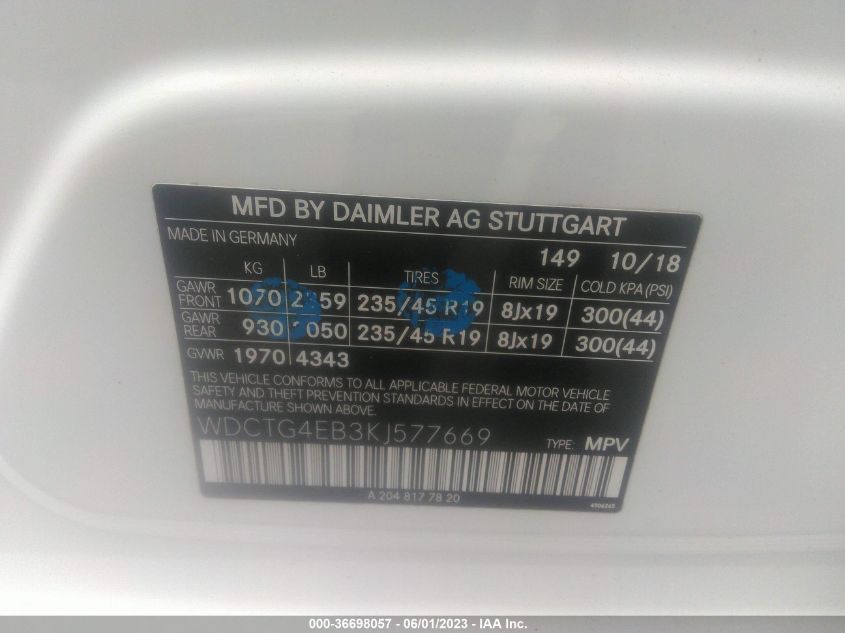 MFD BY DAIMLER AG STUTTGART
MADE IN GERMANY 149 10/18
KG LB TIRES RIM SIZE COLD KPA (PSI)
GAWR FRONT 1070 2359 235/45 R19 8Jx19 300(44)
GAWR REAR 930 2050 235/45 R19 8Jx19 300(44)
GVWR 1970 4343
THIS VEHICLE CONFORMS TO ALL APPLICABLE FEDERAL MOTOR VEHICLE
SAFETY AND THEFT PREVENTION STANDARDS IN EFFECT ON THE DATE OF
MANUFACTURE SHOWN ABOVE.
WDCTG4EB3KJ577669 TYPE: MPV
A 204 817 78 20
000-36698057 - 06/01/2023 - IAA Inc.